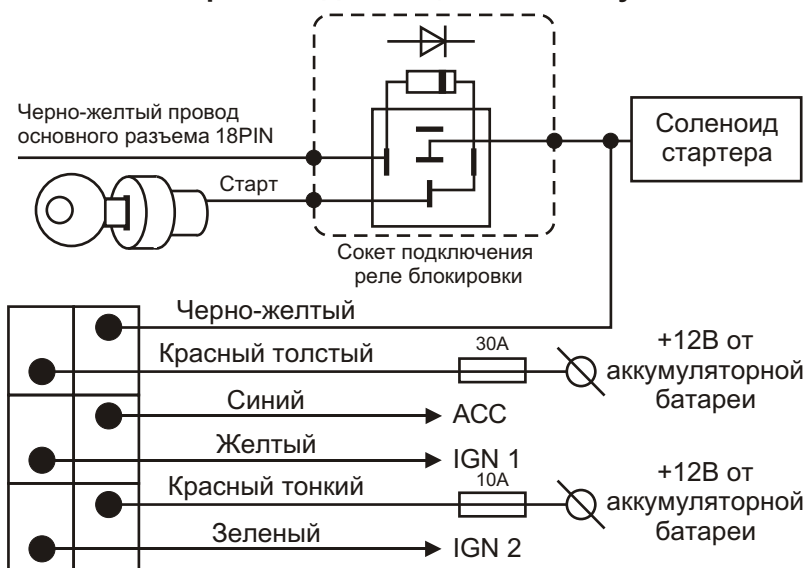 Черно-желтый провод
основного разъема 18PIN
Старт
Соленоид
стартера
Сокет подключения
реле блокировки
Черно-желтый
Красный толстый
30А
+12В от
аккумуляторной
батареи
Синий
ACC
Желтый
IGN 1
Красный тонкий
10А
+12В от
аккумуляторной
батареи
Зеленый
IGN 2